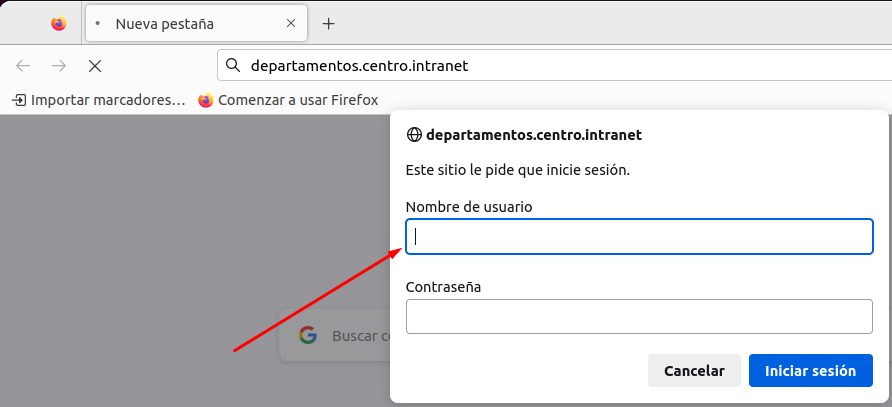 Nueva pestaña
departamentos.centro.intranet
Importar marcadores… Comenzar a usar Firefox
departamentos.centro.intranet
Este sitio le pide que inicie sesión.
Nombre de usuario
Contraseña
Buscar
Cancelar Iniciar sesión